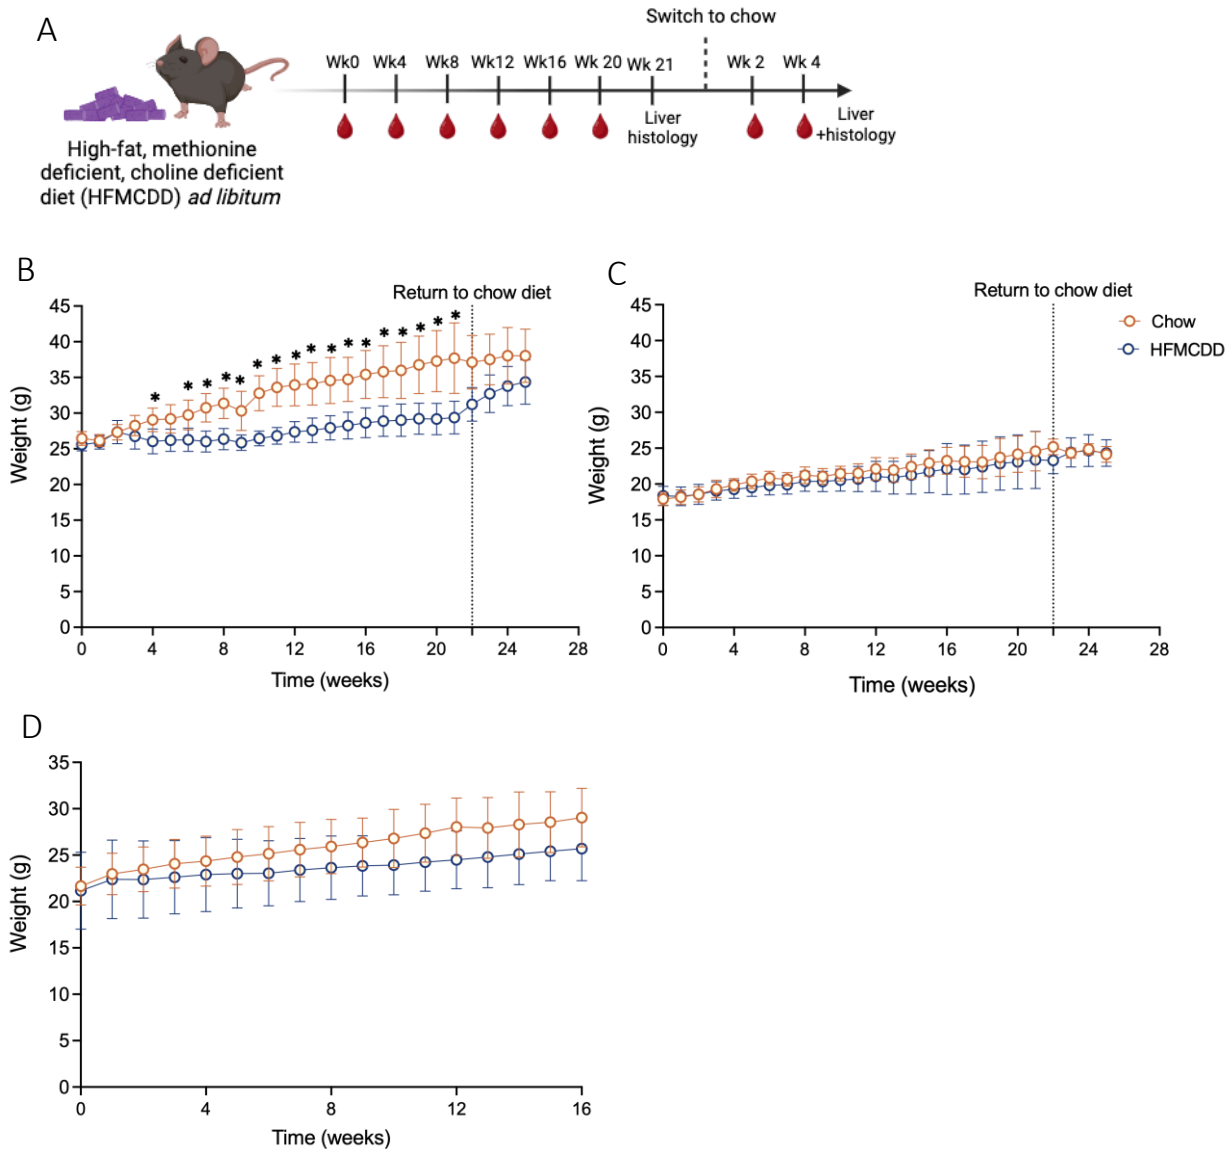 A
Switch to chow
Wk0 Wk4 Wk8 Wk12 Wk16 Wk 20 Wk 21 Wk 2 Wk 4
Liver
histology
Liver
+histology
High-fat, methionine
deficient, choline deficient
diet (HFMCDD) ad libitum
B
Return to chow diet
45
40
35
30
25
20
15
10
5
0
Weight (g)
* * * * * * * * * * * * * * * * *
0 4 8 12 16 20 24 28
Time (weeks)
C
Return to chow diet
Chow
HFMCDD
45
40
35
30
25
20
15
10
5
0
Weight (g)
0 4 8 12 16 20 24 28
Time (weeks)
D
35
30
25
20
15
10
5
0
Weight (g)
0 4 8 12 16
Time (weeks)